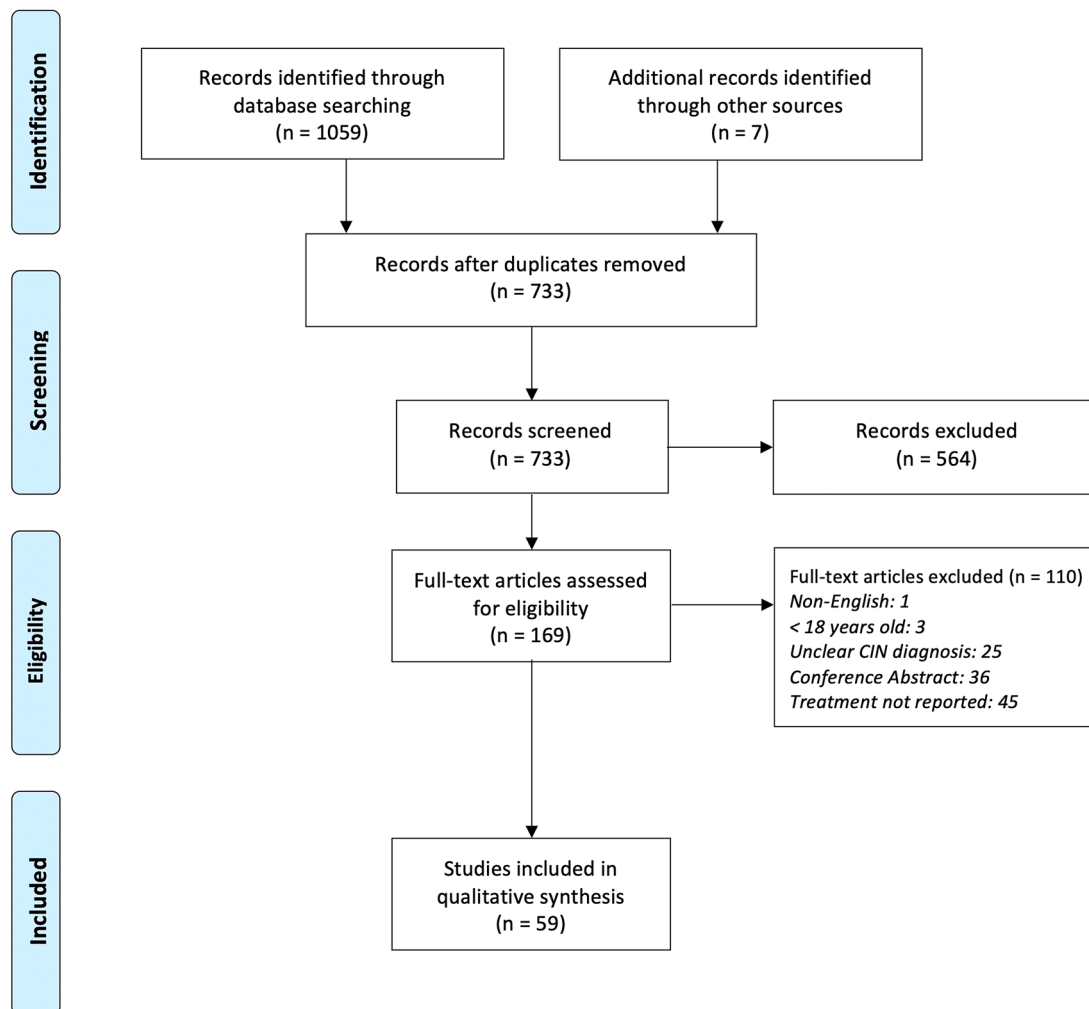 Identification
Records identified through
database searching
(n = 1059)
Additional records identified
through other sources
(n = 7)
Records after duplicates removed
(n = 733)
Screening
Records screened
(n = 733)
Records excluded
(n = 564)
Eligibility
Full-text articles assessed
for eligibility
(n = 169)
Full-text articles excluded (n = 110)
Non-English: 1
< 18 years old: 3
Unclear CIN diagnosis: 25
Conference Abstract: 36
Treatment not reported: 45
Included
Studies included in
qualitative synthesis
(n = 59)